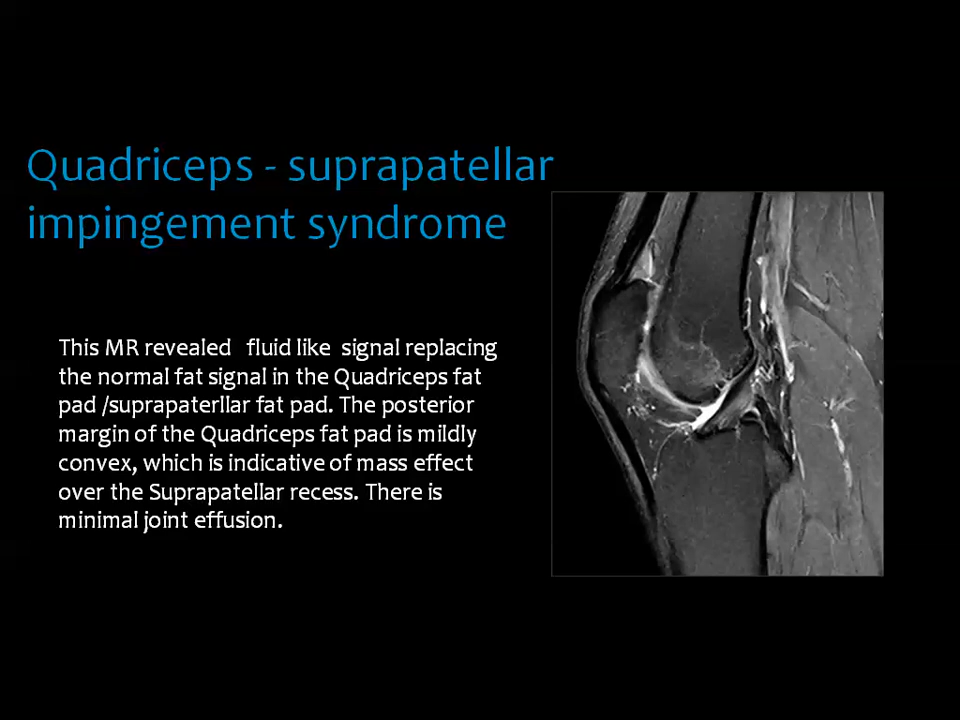 Quadriceps - suprapatellar
impingement syndrome
This MR revealed fluid like signal replacing
the normal fat signal in the Quadriceps fat
pad /suprapaterllar fat pad. The posterior
margin of the Quadriceps fat pad is mildly
convex, which is indicative of mass effect
over the Suprapatellar recess. There is
minimal joint effusion.